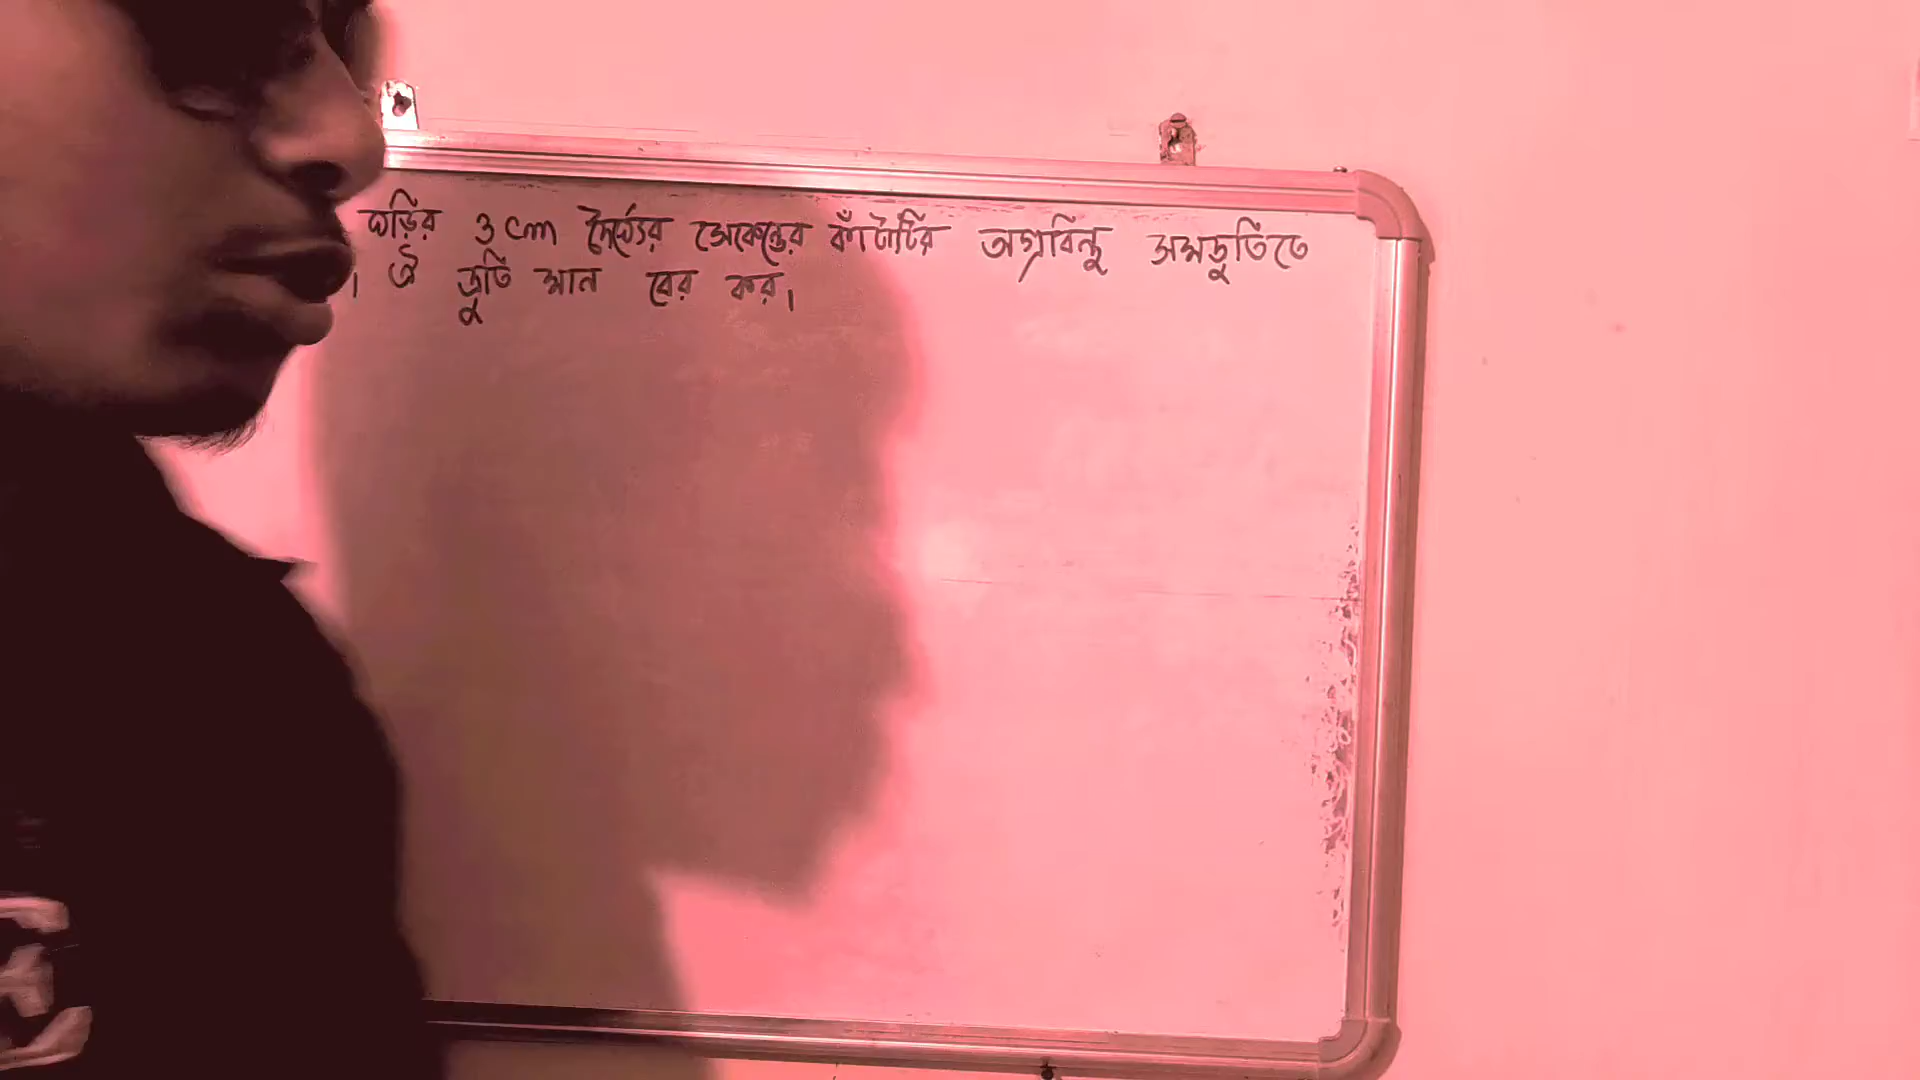 ঘড়ির 3 cm দৈর্ঘ্যের সেকেন্ডের কাঁটাটির অগ্রবিন্দু সমদ্রুতিতে
। ঐ দ্রুতি মান বের কর।